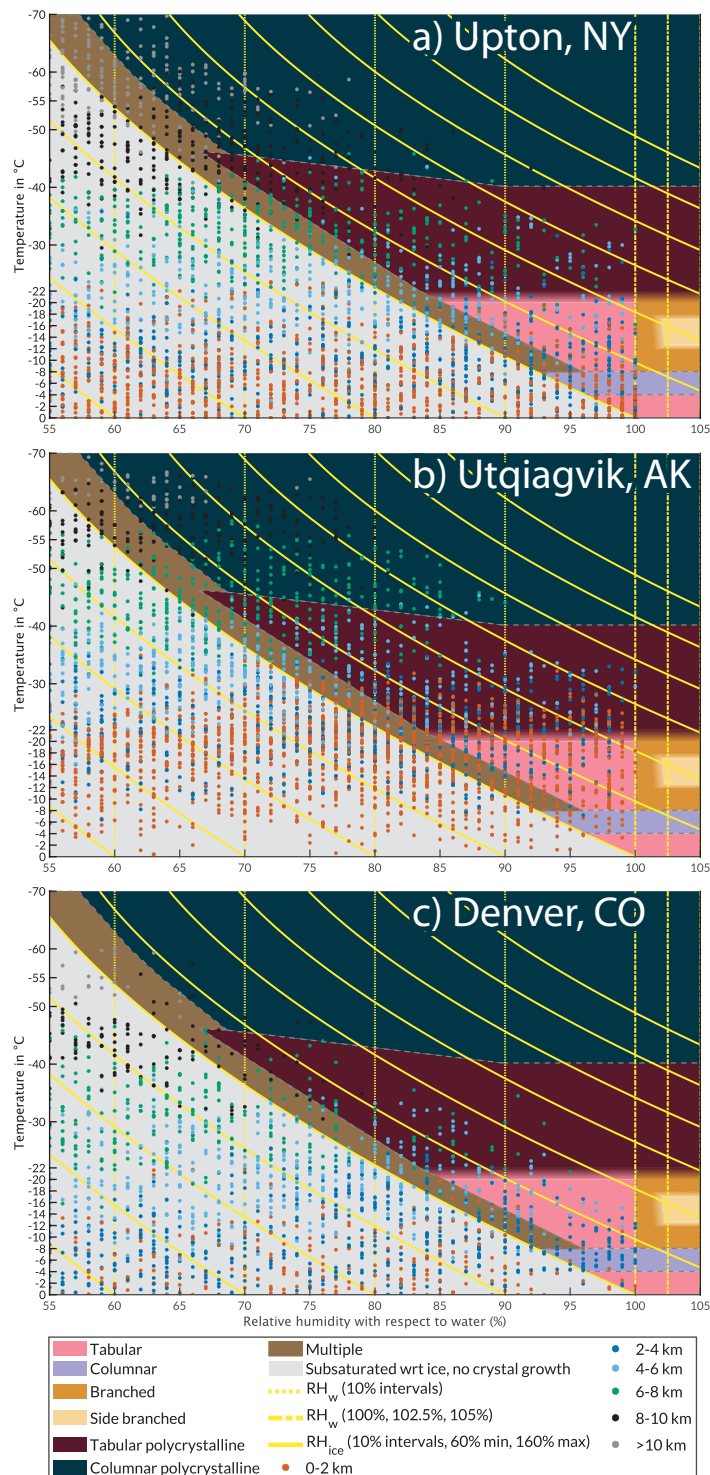 a) Upton, NY
-70
-60
-55
-50
-40
-30
-22
-20
-18
-16
-14
-12
-10
-8
-6
-4
-2
0
Temperature in °C
55 60 65 70 75 80 85 90 95 100 105
b) Utqiagvik, AK
-70
-60
-55
-50
-40
-30
-22
-20
-18
-16
-14
-12
-10
-8
-6
-4
-2
0
Temperature in °C
55 60 65 70 75 80 85 90 95 100 105
c) Denver, CO
-70
-60
-55
-50
-40
-30
-22
-20
-18
-16
-14
-12
-10
-8
-6
-4
-2
0
Temperature in °C
55 60 65 70 75 80 85 90 95 100 105
Relative humidity with respect to water (%)
Tabular
Columnar
Branched
Side branched
Tabular polycrystalline
Columnar polycrystalline
Multiple
Subsaturated wrt ice, no crystal growth
RHw (10% intervals)
RHw (100%, 102.5%, 105%)
RHice (10% intervals, 60% min, 160% max)
0-2 km
2-4 km
4-6 km
6-8 km
8-10 km
>10 km